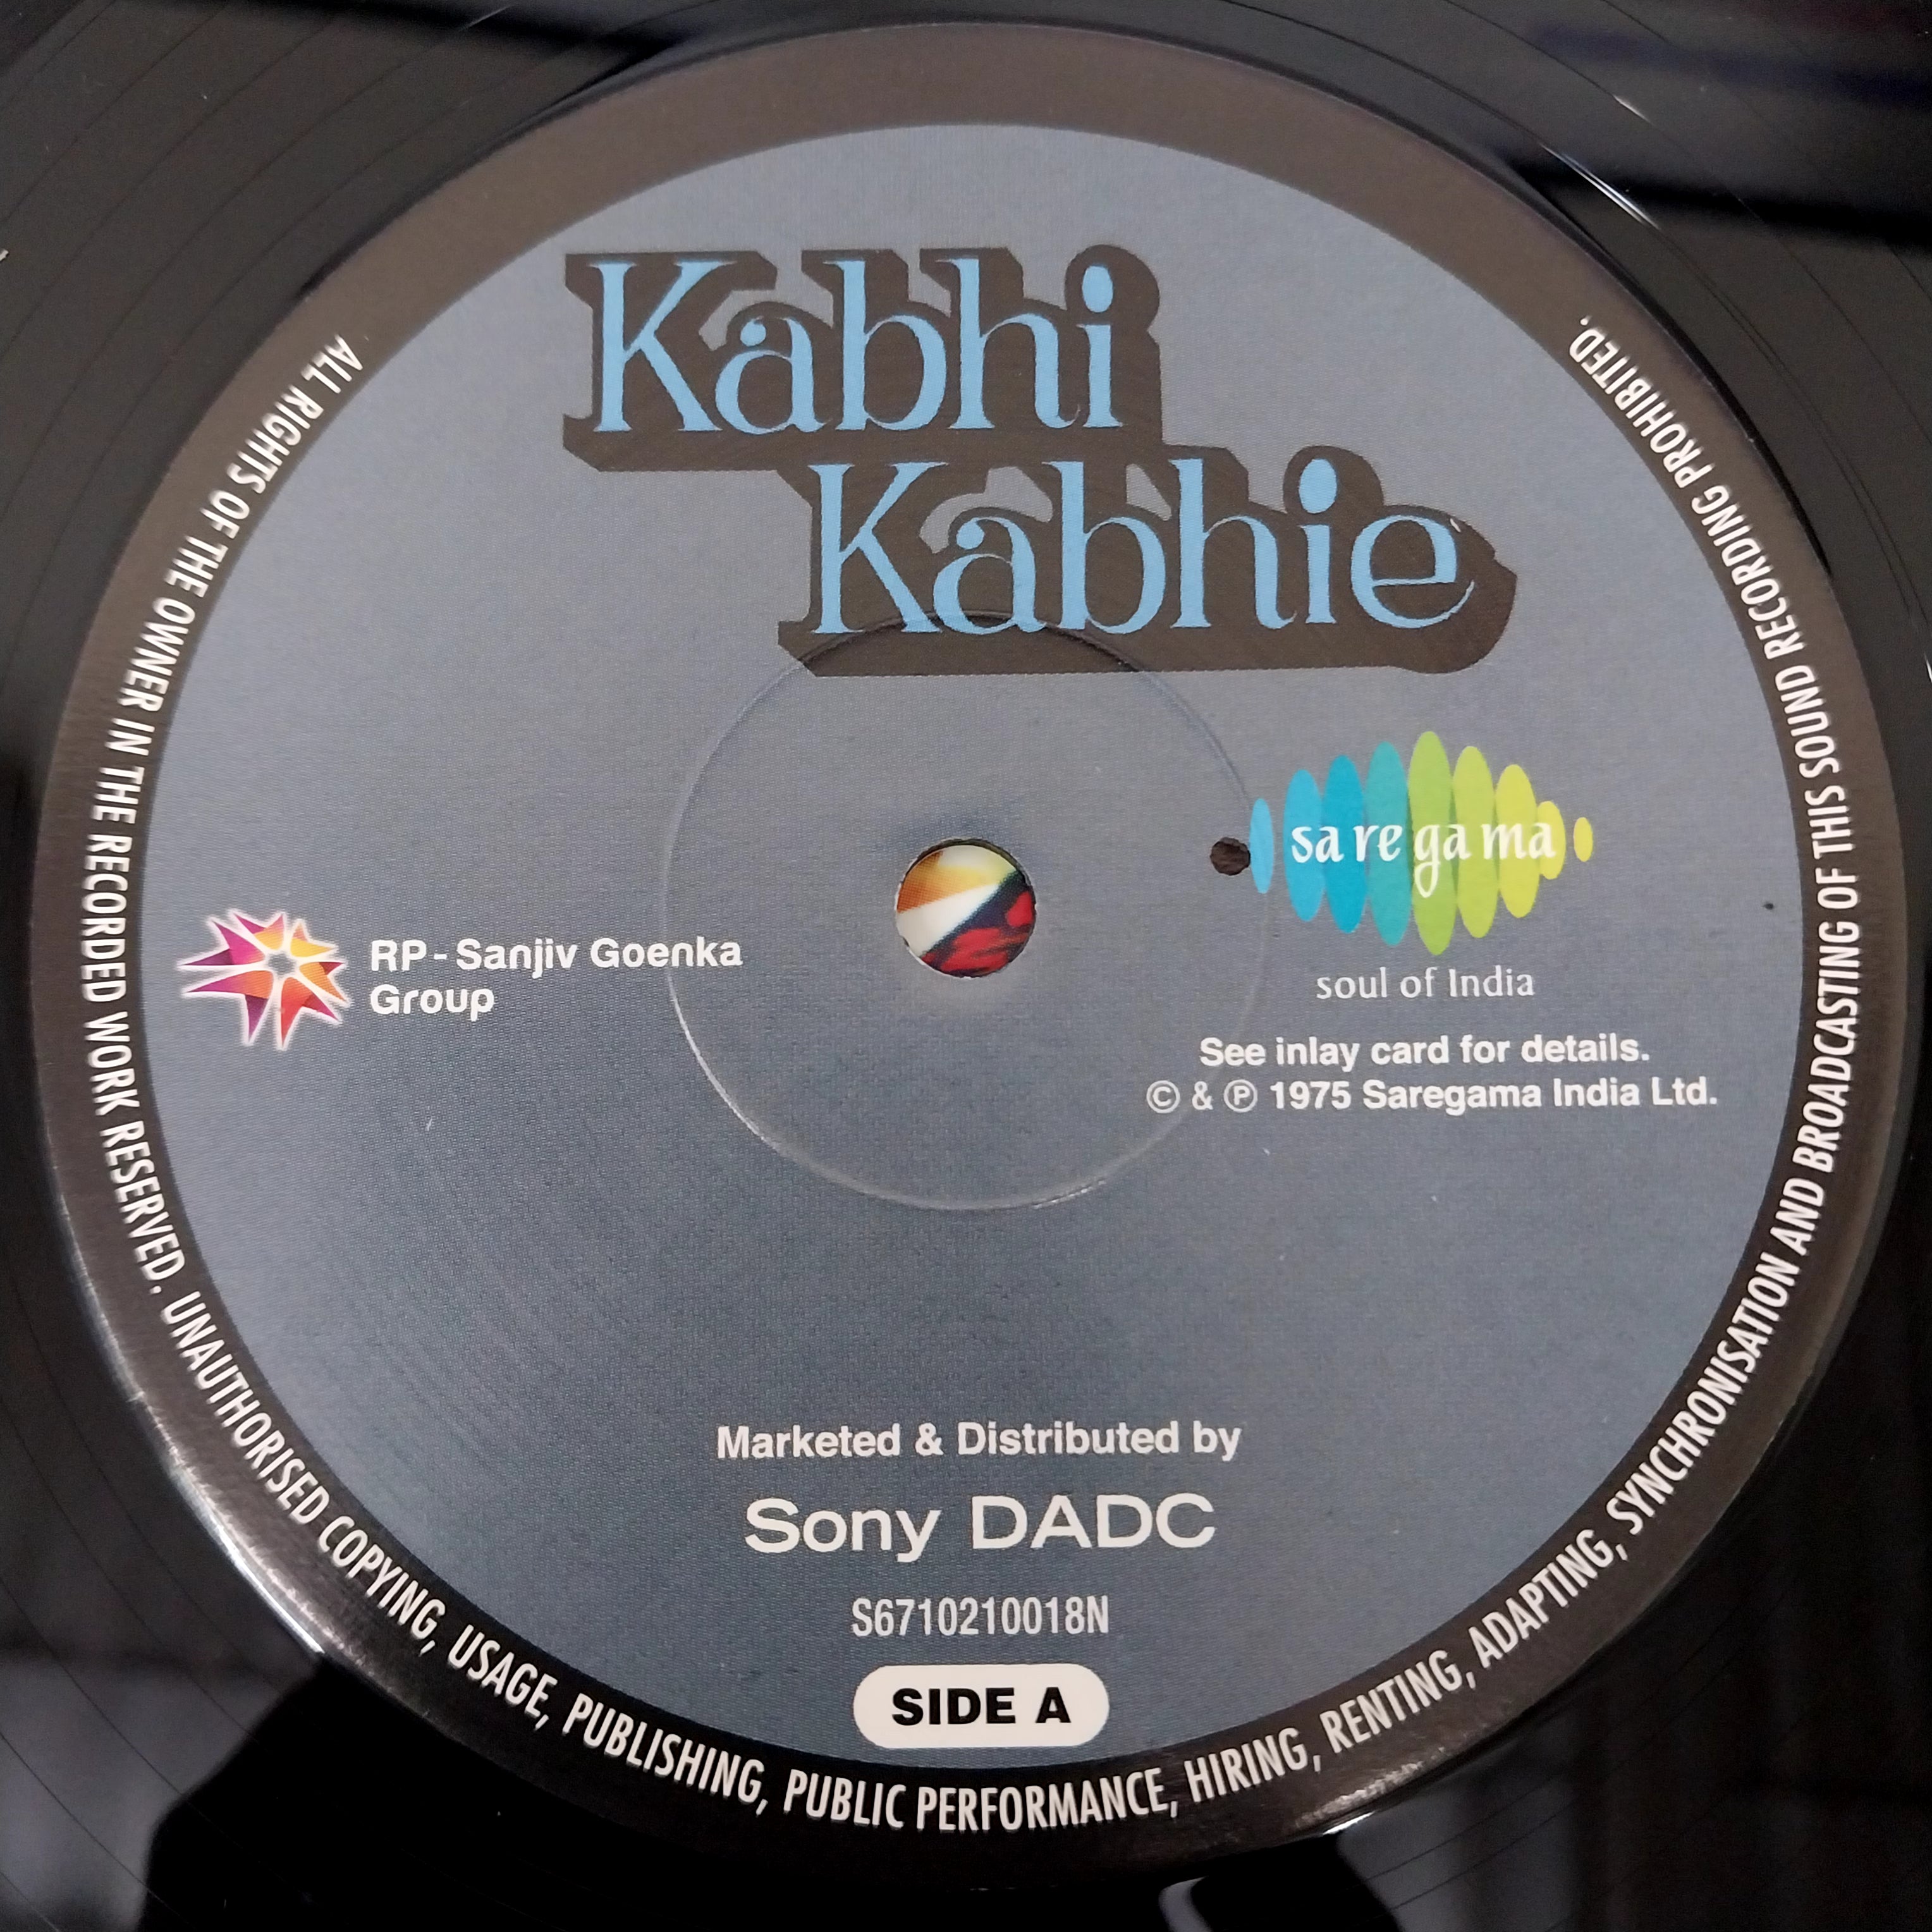 Kabhi
Kabhie
sa re ga ma
soul of India
RP-Sanjiv Goenka
Group
See inlay card for details.
© & ℗ 1975 Saregama India Ltd.
Marketed & Distributed by
Sony DADC
S6710210018N
SIDE A
ALL RIGHTS OF THE OWNER IN THE RECORDED WORK RESERVED. UNAUTHORISED COPYING, USAGE, PUBLISHING, PUBLIC PERFORMANCE, HIRING, RENTING, ADAPTING, SYNCHRONISATION AND BROADCASTING OF THIS SOUND RECORDING PROHIBITED.